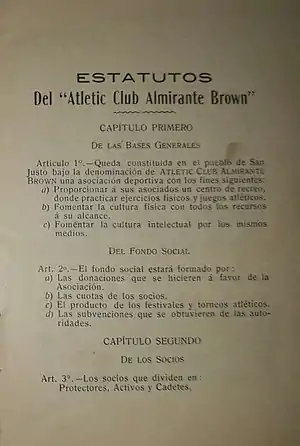 ESTATUTOS
Del "Atletic Club Almirante Brown"
CAPÍTULO PRIMERO
DE LAS BASES GENERALES
Artículo 1º.—Queda constituída en el pueblo de San
Justo bajo la denominación de ATLETIC CLUB ALMIRANTE
BROWN una asociación deportiva con los fines siguientes:
a) Proporcionar á sus asociados un centro de recreo,
donde practicar ejercicios físicos y juegos atléticos.
b) Fomentar la cultura física con todos los recursos
á su alcance.
c) Fomentar la cultura intelectual por los mismos
medios.
DEL FONDO SOCIAL
Art. 2º.—El fondo social estará formado por:
a) Las donaciones que se hicieren á favor de la
Asociación.
b) Las cuotas de los socios.
c) El producto de los festivales y torneos atléticos.
d) Las subvenciones que se obtuvieren de las auto-
ridades.
CAPÍTULO SEGUNDO
DE LOS SOCIOS
Art. 3º.—Los socios que dividen en:
Protectores, Activos y Cadetes.